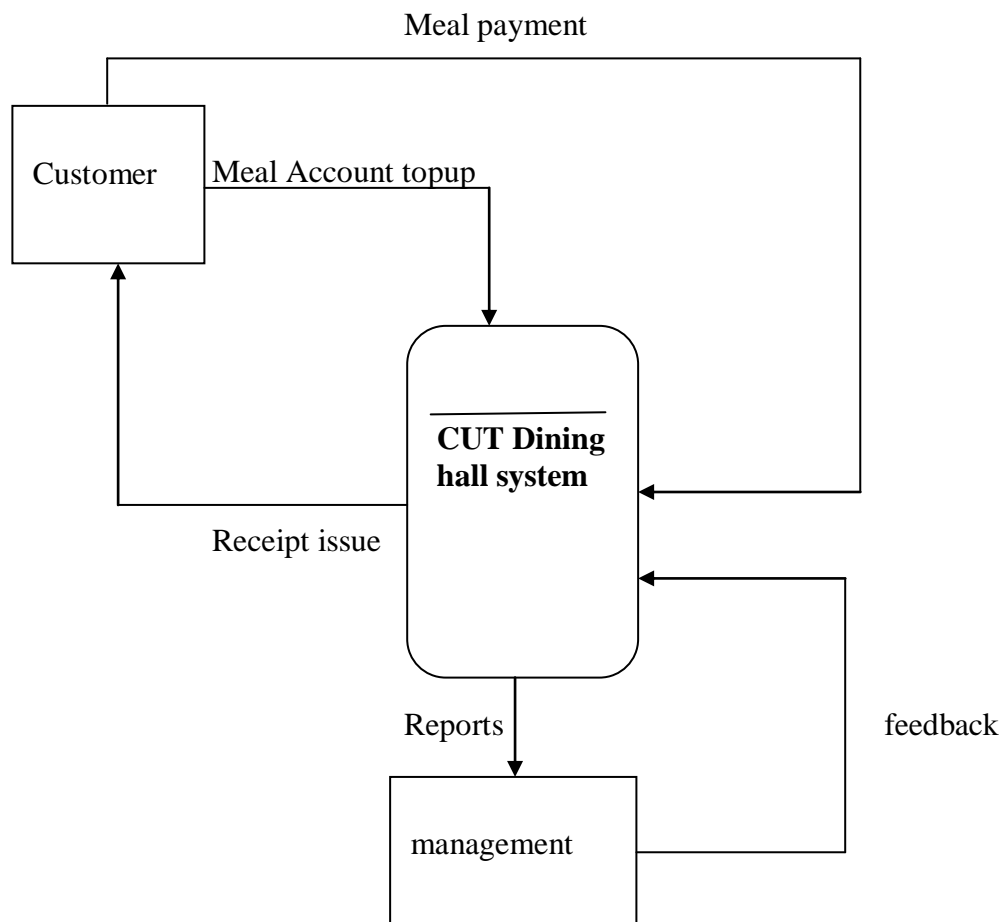 Meal payment
Customer
Meal Account topup
CUT Dining
hall system
Receipt issue
Reports
feedback
management